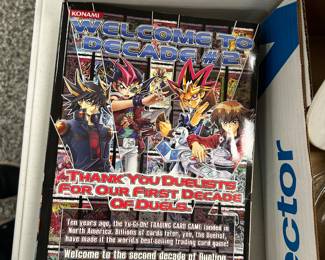 KONAMI
WELCOME TO
DECADE #2
THANK YOU DUELISTS
FOR OUR FIRST DECADE
OF DUELS
Ten years ago, the Yu-Gi-Oh! TRADING CARD GAME landed in
North America. Billions of cards later, you, the Duelist,
have made it the world's best-selling trading card game!
Welcome to the second decade of Dueling
ector